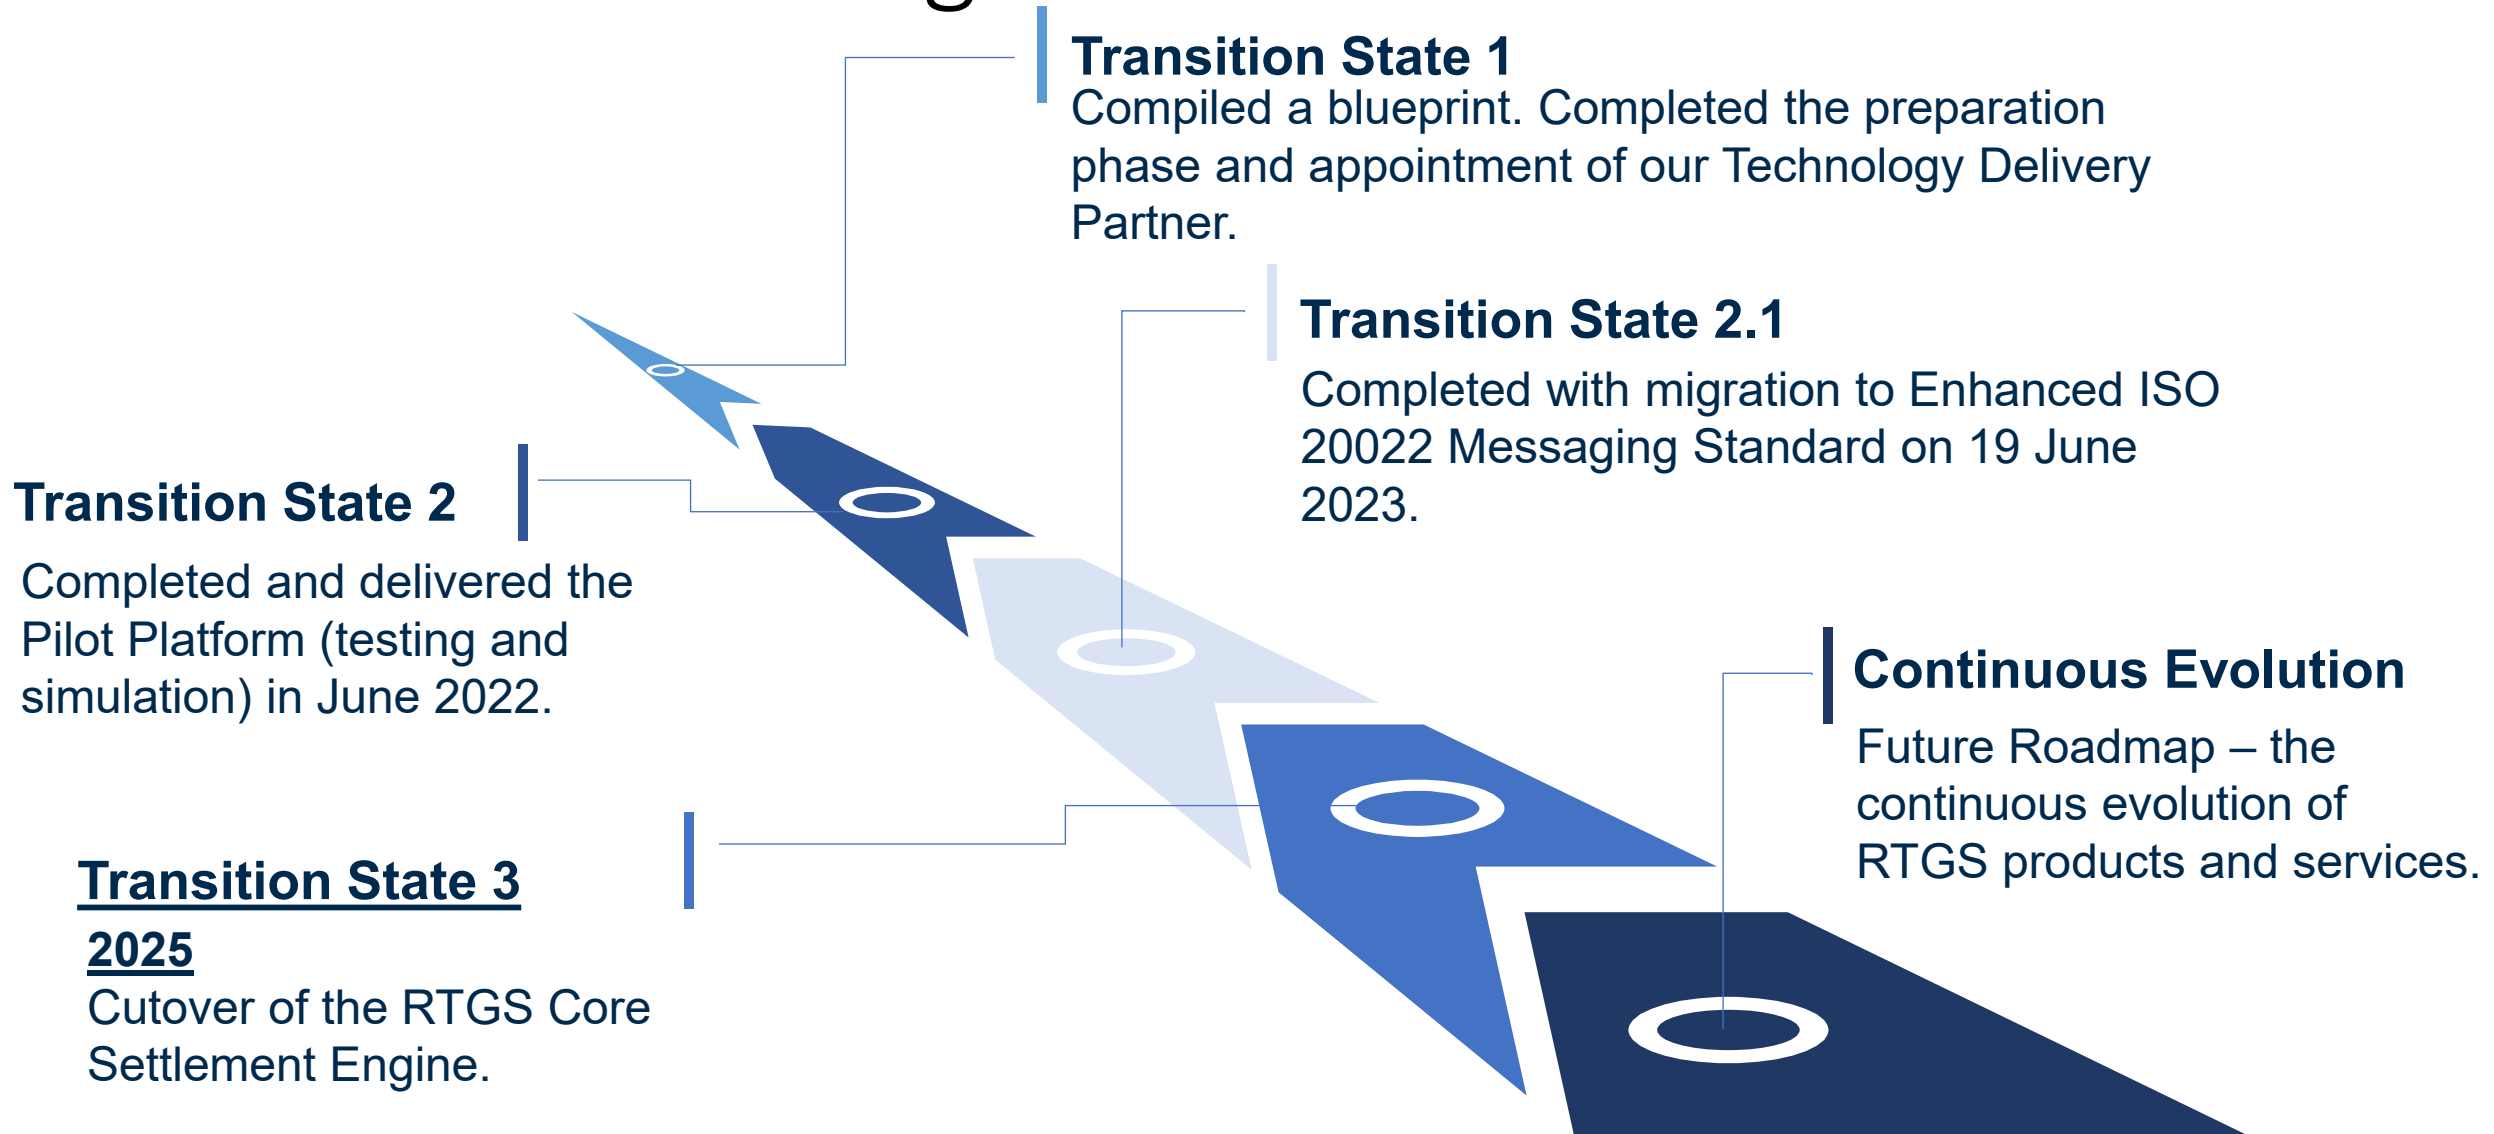 Transition State 1
Compiled a blueprint. Completed the preparation
phase and appointment of our Technology Delivery
Partner.
Transition State 2.1
Completed with migration to Enhanced ISO
20022 Messaging Standard on 19 June
2023.
Transition State 2
Completed and delivered the
Pilot Platform (testing and
simulation) in June 2022.
Continuous Evolution
Future Roadmap – the
continuous evolution of
RTGS products and services.
Transition State 3
2025
Cutover of the RTGS Core
Settlement Engine.